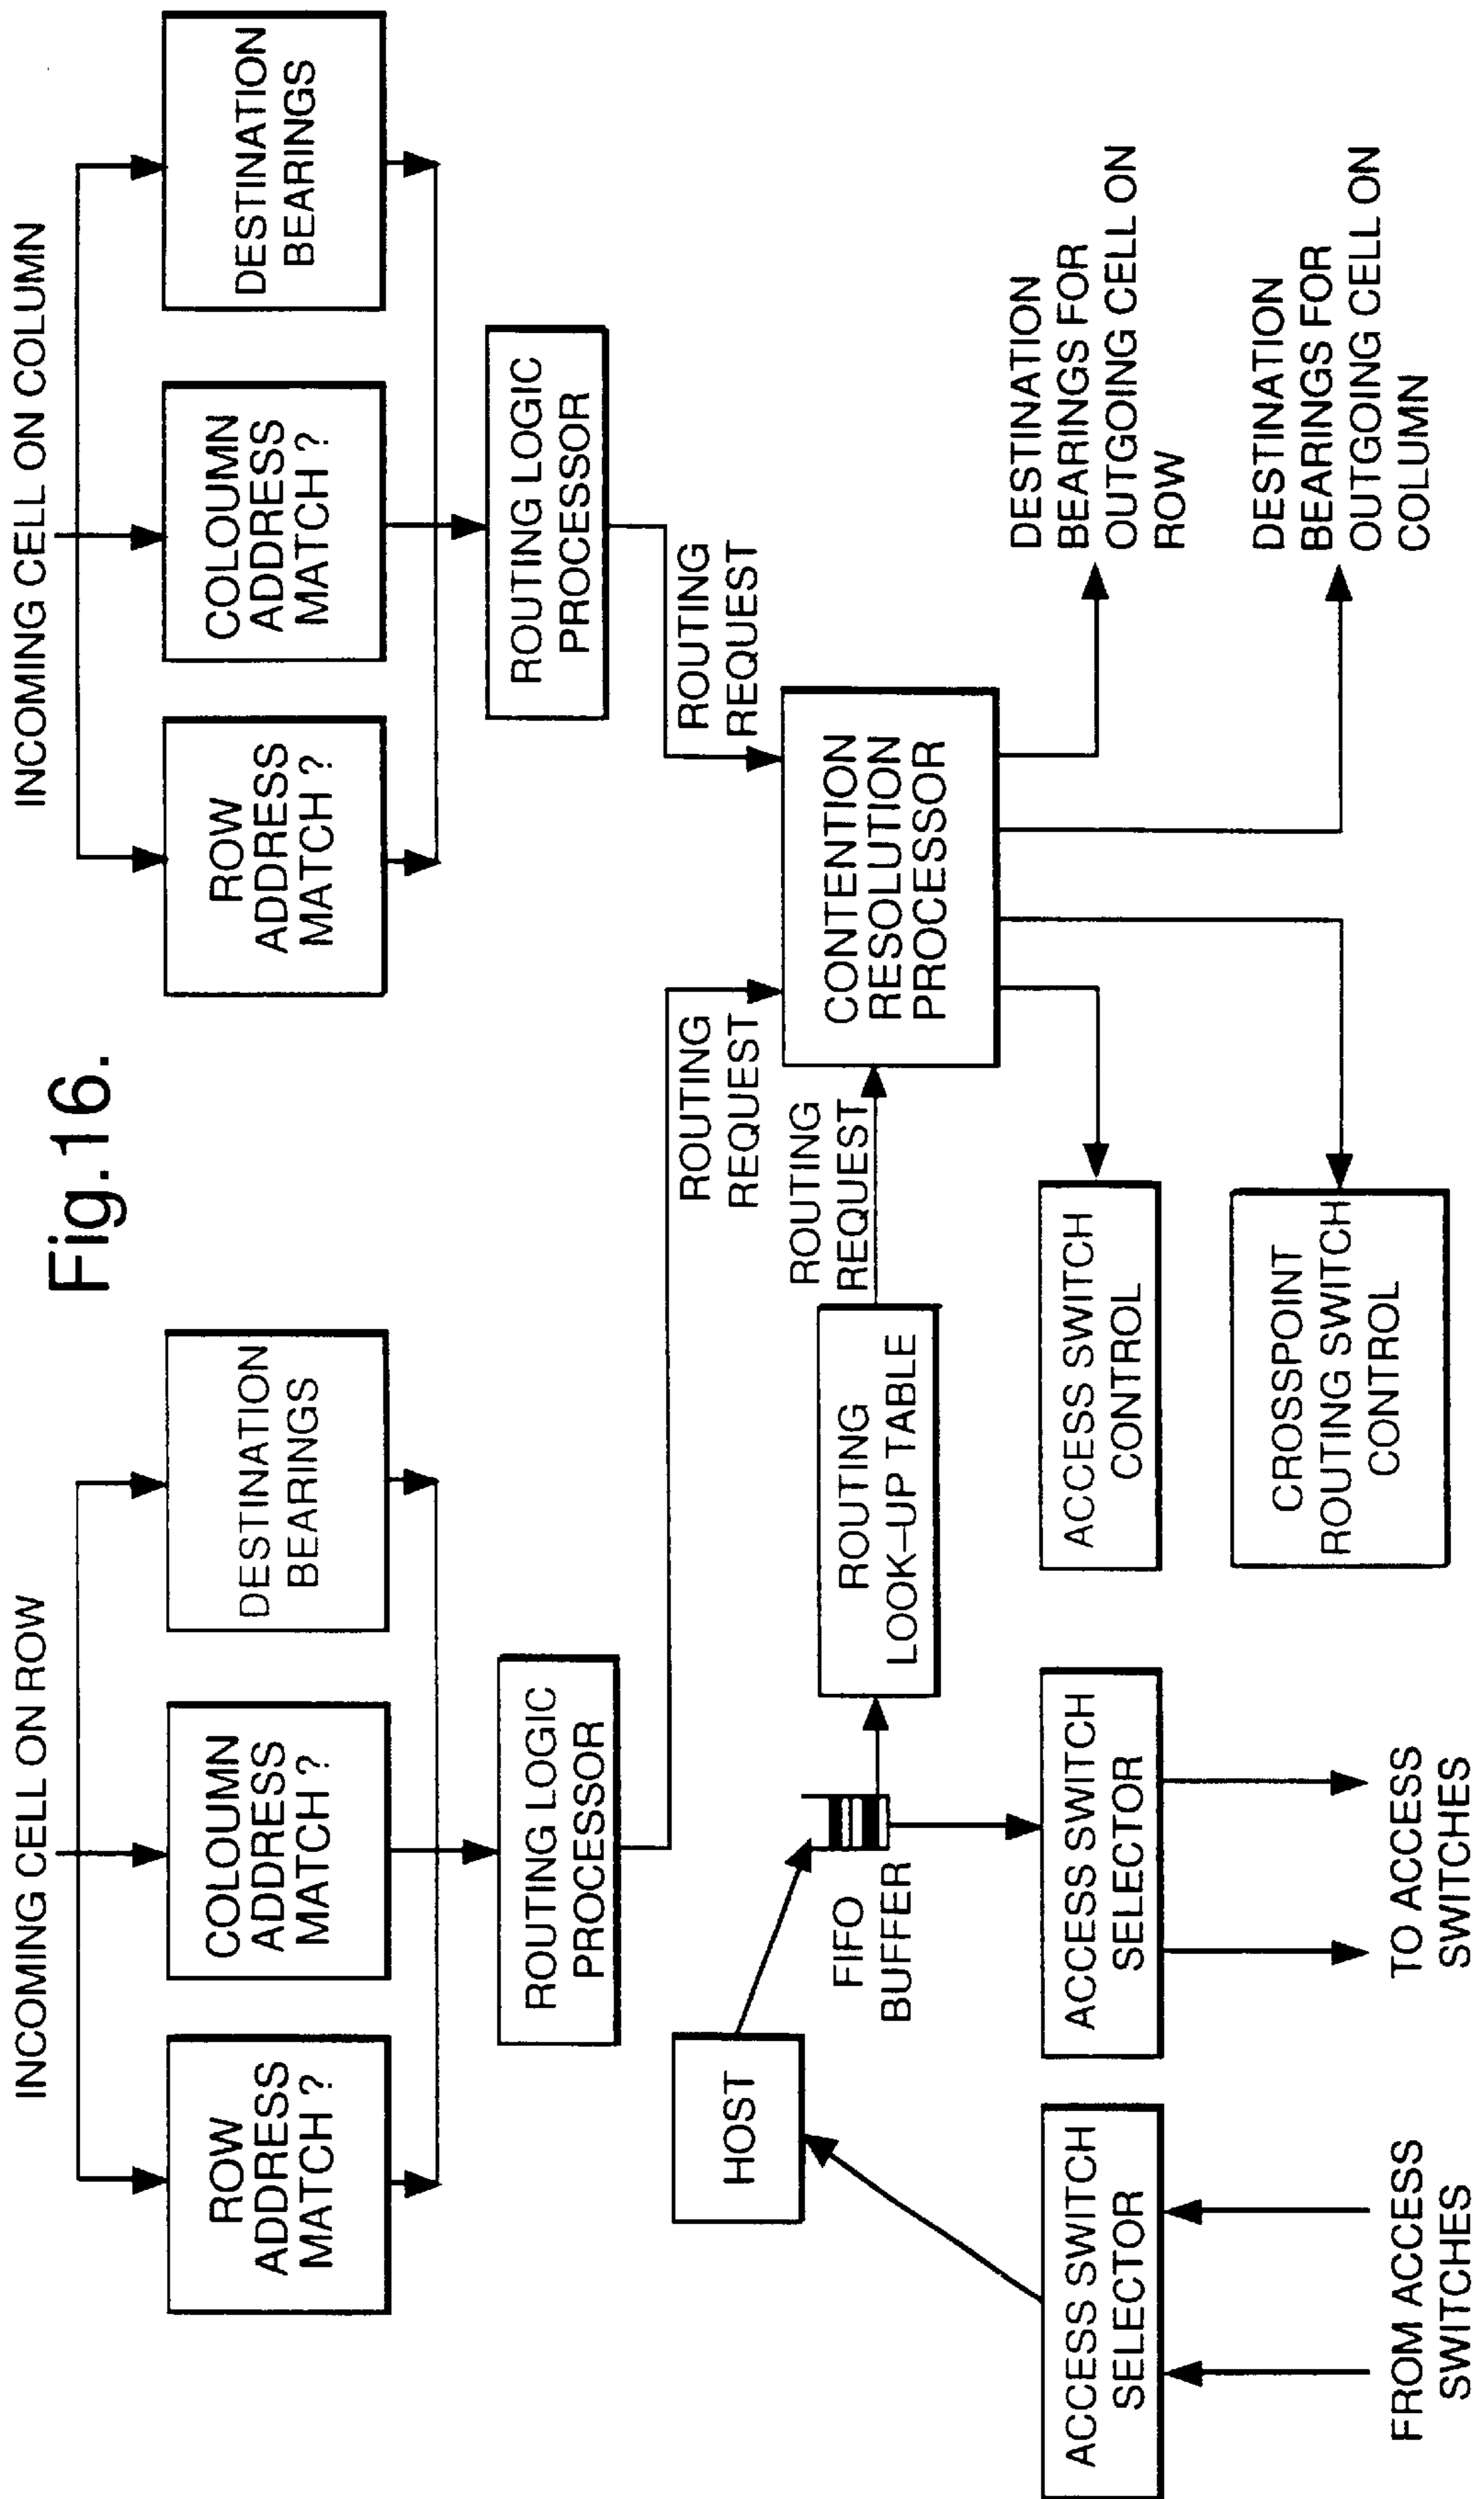 Fig.16.
INCOMING CELL ON ROW
ROW
ADDRESS
MATCH ?
COLUMN
ADDRESS
MATCH ?
DESTINATION
BEARINGS
ROUTING LOGIC
PROCESSOR
INCOMING CELL ON COLUMN
ROW
ADDRESS
MATCH ?
COLOUMN
ADDRESS
MATCH ?
DESTINATION
BEARINGS
ROUTING LOGIC
PROCESSOR
ROUTING
REQUEST
ROUTING
REQUEST
HOST
FIFO
BUFFER
ROUTING
LOOK-UP TABLE
ROUTING
REQUEST
CONTENTION
RESOLUTION
PROCESSOR
ACCESS SWITCH
SELECTOR
FROM ACCESS
SWITCHES
ACCESS SWITCH
SELECTOR
TO ACCESS
SWITCHES
ACCESS SWITCH
CONTROL
CROSSPOINT
ROUTING SWITCH
CONTROL
DESTINATION
BEARINGS FOR
OUTGOING CELL ON
ROW
DESTINATION
BEARINGS FOR
OUTGOING CELL ON
COLUMN